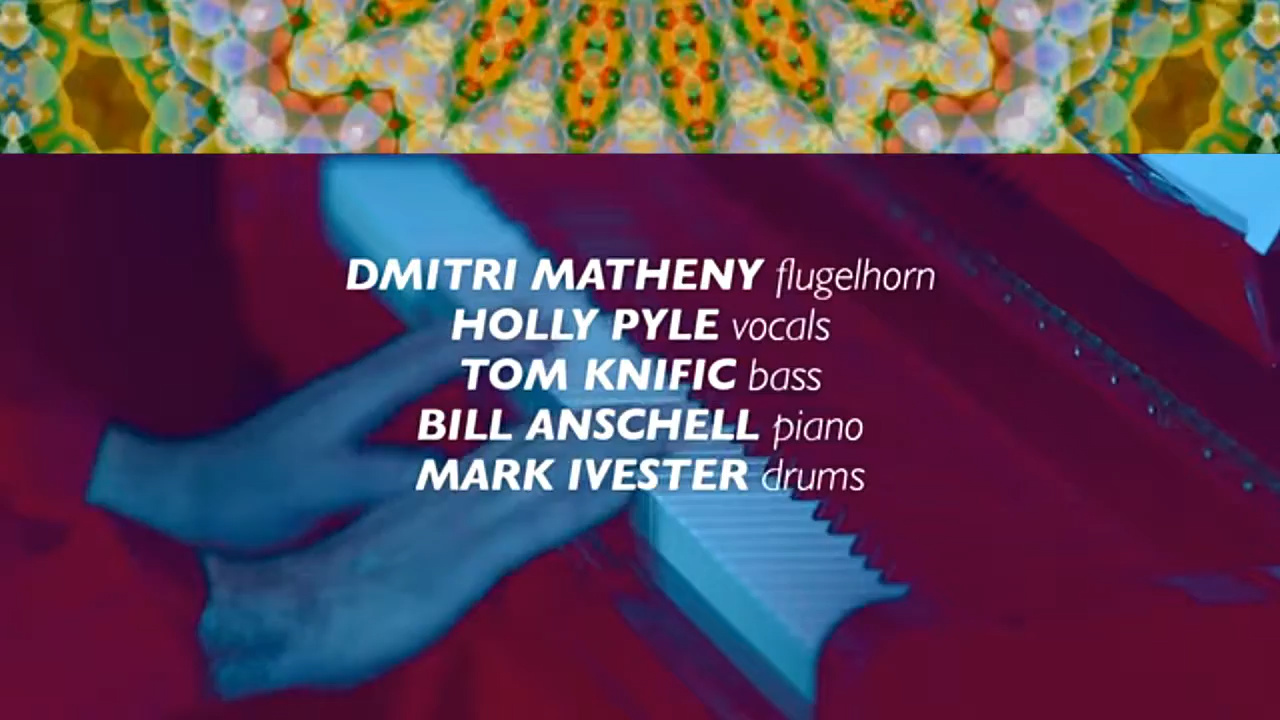 DMITRI MATHENY flugelhorn
HOLLY PYLE vocals
TOM KNIFIC bass
BILL ANSCHELL piano
MARK IVESTER drums